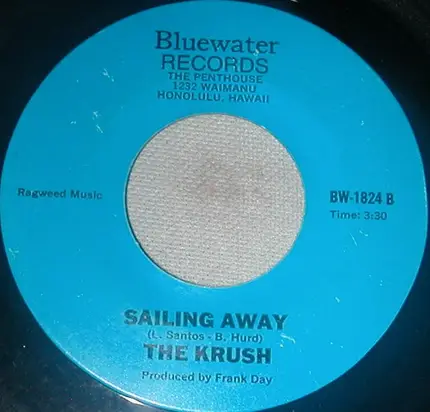 Bluewater
RECORDS
THE PENTHOUSE
1232 WAIMANU
HONOLULU, HAWAII
Ragweed Music
BW-1824 B
Time: 3:30
SAILING AWAY
(L. Santos - B. Hurd)
THE KRUSH
Produced by Frank Day